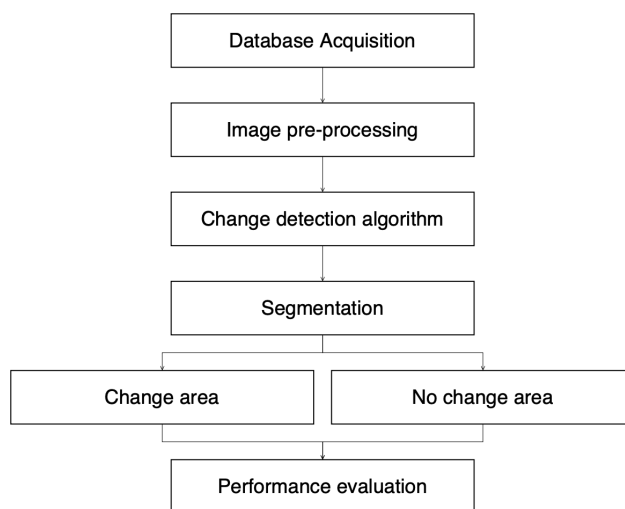 Database Acquisition
Image pre-processing
Change detection algorithm
Segmentation
Change area
No change area
Performance evaluation